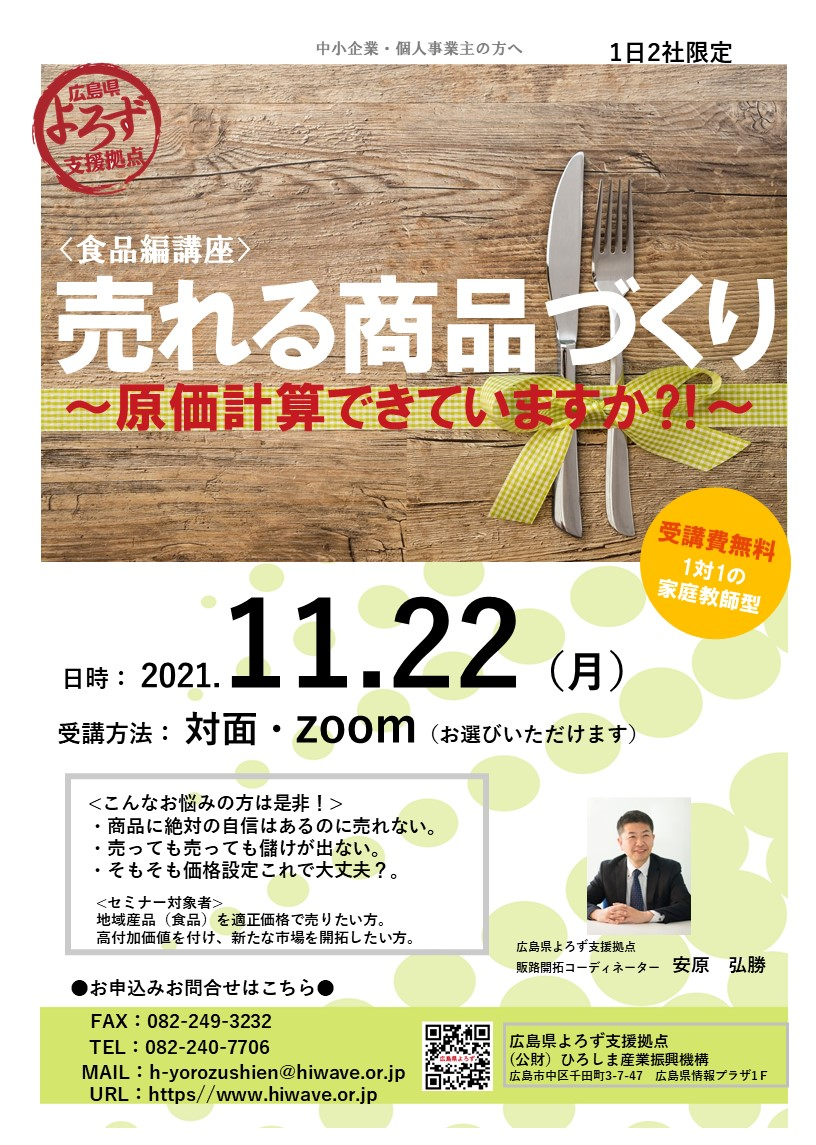 中小企業・個人事業主の方へ
1日2社限定
広島県
よろず
支援拠点
〈食品編講座〉
売れる商品づくり
～原価計算できていますか?!～
受講費無料
1対1の
家庭教師型
日時： 2021.11.22（月）
受講方法： 対面・zoom（お選びいただけます）
<こんなお悩みの方は是非！>
・商品に絶対の自信はあるのに売れない。
・売っても売っても儲けが出ない。
・そもそも価格設定これで大丈夫？。
<セミナー対象者>
地域産品（食品）を適正価格で売りたい方。
高付加価値を付け、新たな市場を開拓したい方。
広島県よろず支援拠点
販路開拓コーディネーター 安原　弘勝
●お申込みお問合せはこちら●
FAX：082-249-3232
TEL：082-240-7706
MAIL：h-yorozushien@hiwave.or.jp
URL：https//www.hiwave.or.jp
広島県よろず
広島県よろず支援拠点
(公財）ひろしま産業振興機構
広島市中区千田町3-7-47　広島県情報プラザ1Ｆ